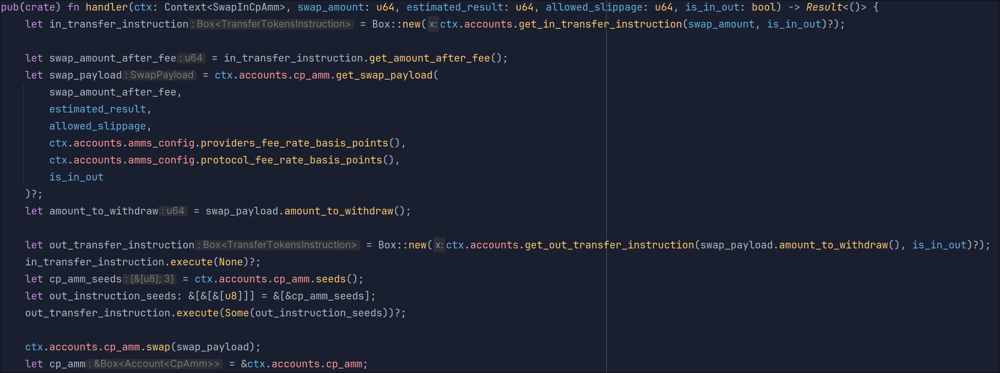 pub(crate) fn handler(ctx: Context<SwapInCpAmm>, swap_amount: u64, estimated_result: u64, allowed_slippage: u64, is_in_out: bool) -> Result<()> {
    let in_transfer_instruction: Box<TransferTokensInstruction> = Box::new(x: ctx.accounts.get_in_transfer_instruction(swap_amount, is_in_out)?);

    let swap_amount_after_fee: u64 = in_transfer_instruction.get_amount_after_fee();
    let swap_payload: SwapPayload = ctx.accounts.cp_amm.get_swap_payload(
        swap_amount_after_fee,
        estimated_result,
        allowed_slippage,
        ctx.accounts.amms_config.providers_fee_rate_basis_points(),
        ctx.accounts.amms_config.protocol_fee_rate_basis_points(),
        is_in_out
    )?;
    let amount_to_withdraw: u64 = swap_payload.amount_to_withdraw();

    let out_transfer_instruction: Box<TransferTokensInstruction> = Box::new(x: ctx.accounts.get_out_transfer_instruction(swap_payload.amount_to_withdraw(), is_in_out)?);
    in_transfer_instruction.execute(None)?;
    let cp_amm_seeds: [&[u8]; 3] = ctx.accounts.cp_amm.seeds();
    let out_instruction_seeds: &[&[&[u8]]] = &[&cp_amm_seeds];
    out_transfer_instruction.execute(Some(out_instruction_seeds))?;

    ctx.accounts.cp_amm.swap(swap_payload);
    let cp_amm: &Box<Account<CpAmm>> = &ctx.accounts.cp_amm;